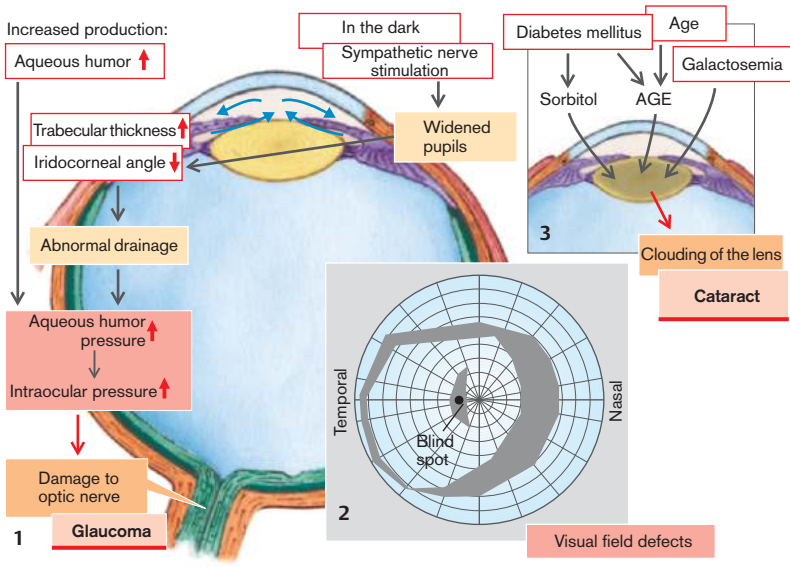 Increased production:
Aqueous humor
Trabecular thickness
Iridocorneal angle
Abnormal drainage
Aqueous humor
pressure
Intraocular pressure
Damage to
optic nerve
Glaucoma
1
In the dark
Sympathetic nerve
stimulation
Widened
pupils
Temporal
Nasal
Blind
spot
2
Visual field defects
Diabetes mellitus
Age
Galactosemia
Sorbitol
AGE
3
Clouding of the lens
Cataract